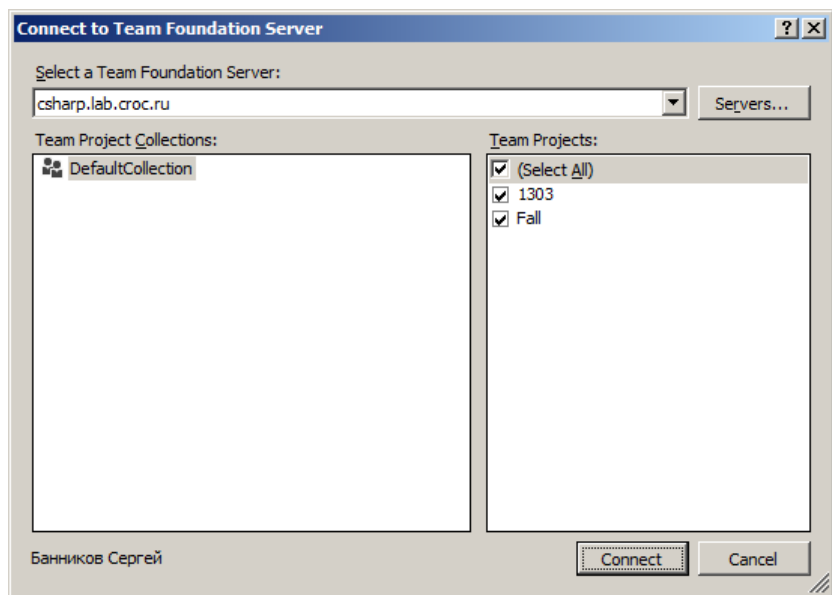 Connect to Team Foundation Server
Select a Team Foundation Server:
csharp.lab.croc.ru
Servers...
Team Project Collections:
Team Projects:
DefaultCollection
(Select All)
1303
Fall
Банников Сергей
Connect
Cancel